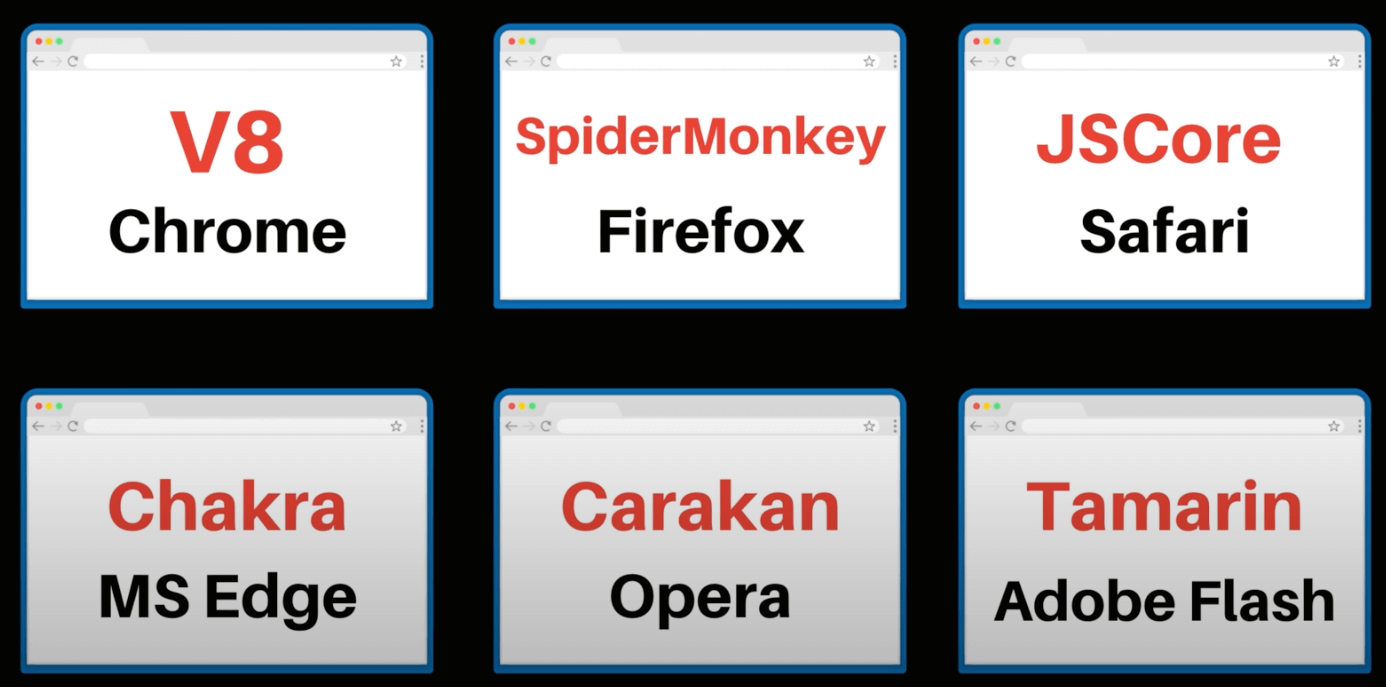 V8
Chrome
SpiderMonkey
Firefox
JSCore
Safari
Chakra
MS Edge
Carakan
Opera
Tamarin
Adobe Flash